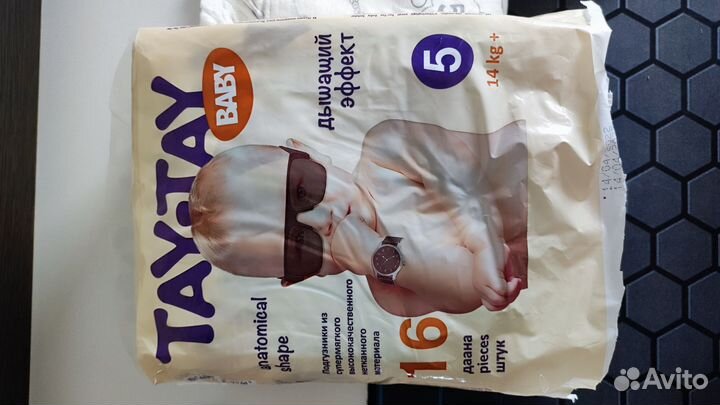 TAY•TAY
BABY
дышащий
эффект
5
14 kg +
anatomical
shape
Подгузники из
супермягкого
высококачественного
нетканного
материала
16
даана
pieces
штук
Avito